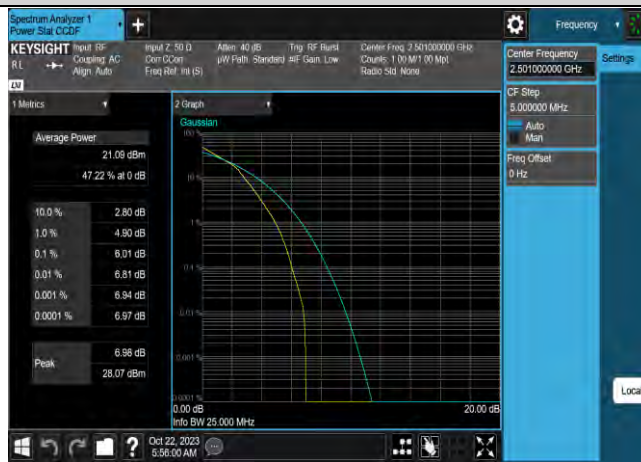 Spectrum Analyzer 1
Power Stat CCDF
Frequency
KEYSIGHT
R L
Input: RF
Coupling: AC
Align: Auto
Input Z: 50 Ω
Corr CCorr
Freq Ref: Int (S)
Atten: 40 dB
µW Path: Standard
#IF Gain: Low
Trig: RF Burst
Center Freq: 2.501000000 GHz
Counts: 1.00 M/1.00 Mpt
Radio Std: None
Center Frequency
2.501000000 GHz
Settings
CF Step
5.000000 MHz
Auto
Man
Freq Offset
0 Hz
1 Metrics
Average Power
21.09 dBm
47.22 % at 0 dB
10.0 % 2.80 dB
1.0 % 4.90 dB
0.1 % 6.01 dB
0.01 % 6.81 dB
0.001 % 6.94 dB
0.0001 % 6.97 dB
Peak
6.98 dB
28.07 dBm
2 Graph
Gaussian
100 %
10 %
1 %
0.1 %
0.01 %
0.001 %
0.0001 %
0.00 dB
20.00 dB
Info BW 25.000 MHz
Local
?
Oct 22, 2023
5:56:00 AM